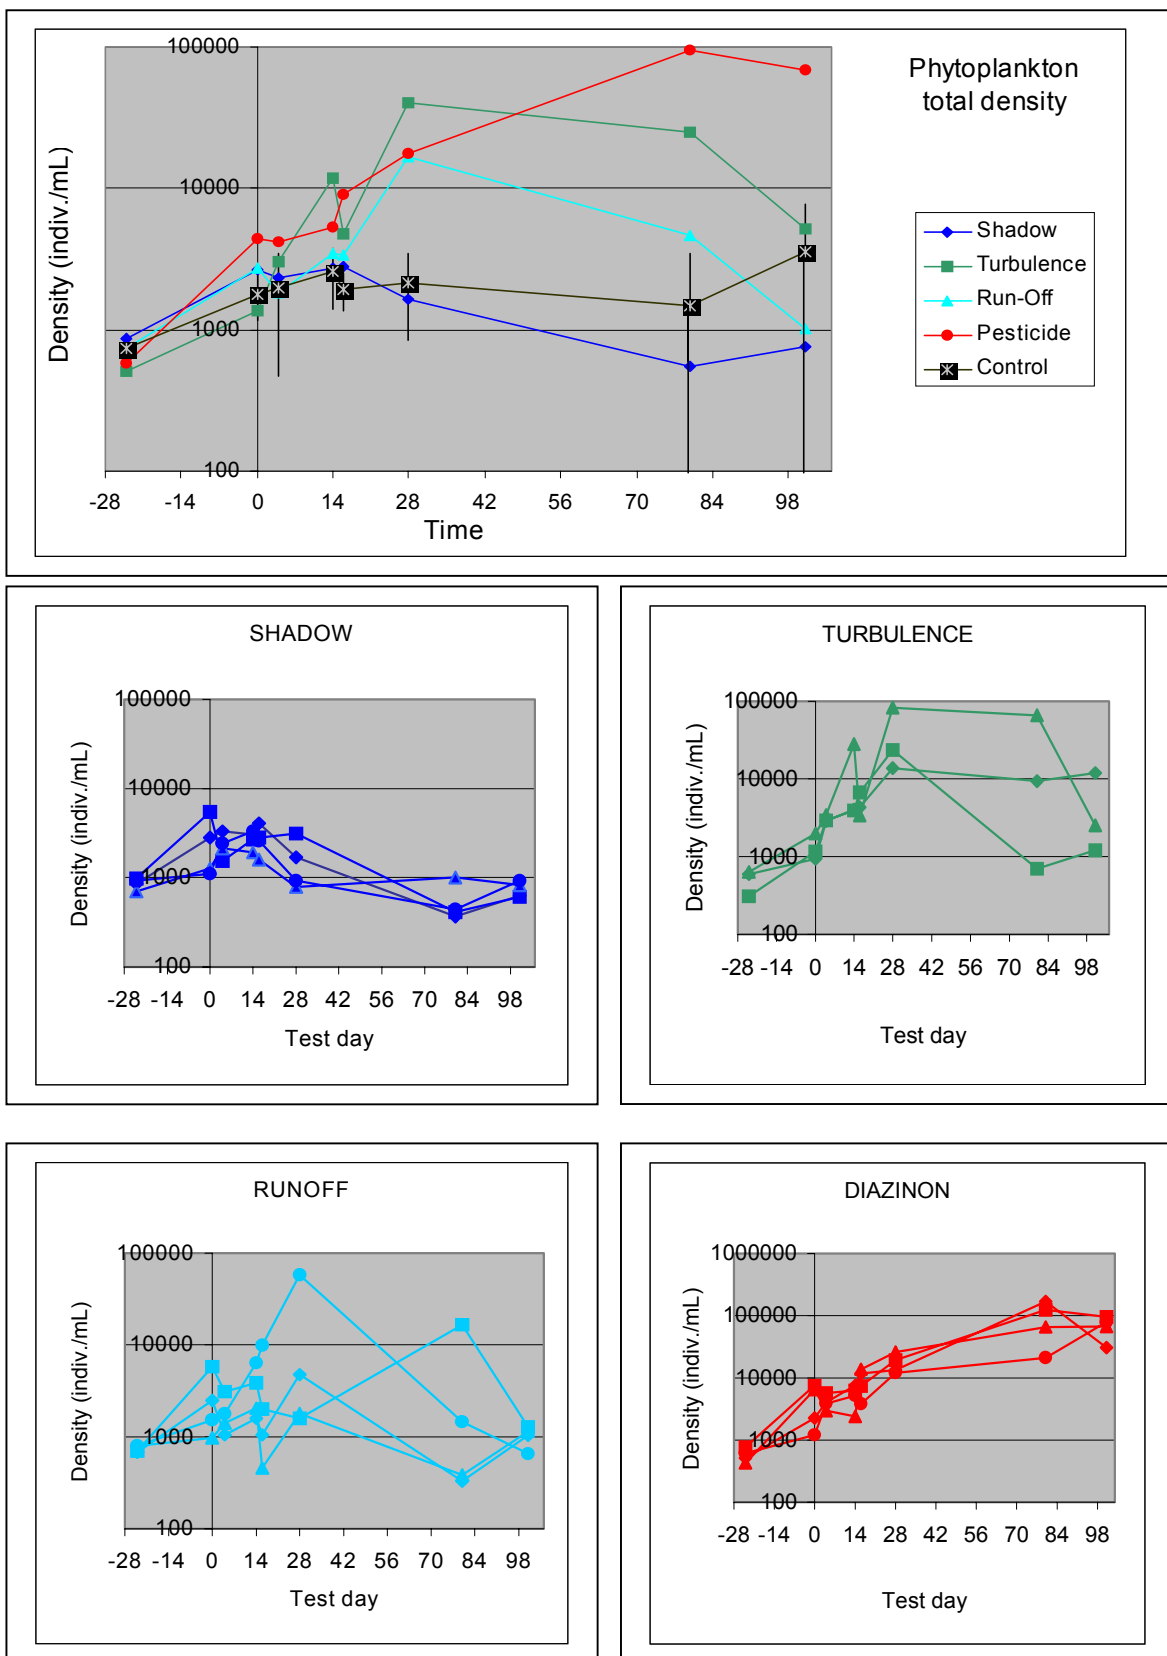 Phytoplankton
total density
Density (indiv./mL)
100000
10000
1000
100
-28 -14 0 14 28 42 56 70 84 98
Time
Shadow
Turbulence
Run-Off
Pesticide
Control
SHADOW
Density (indiv./mL)
100000
10000
1000
100
-28 -14 0 14 28 42 56 70 84 98
Test day
TURBULENCE
Density (indiv./mL)
100000
10000
1000
100
-28 -14 0 14 28 42 56 70 84 98
Test day
RUNOFF
Density (indiv./mL)
100000
10000
1000
100
-28 -14 0 14 28 42 56 70 84 98
Test day
DIAZINON
Density (indiv./mL)
1000000
100000
10000
1000
100
-28 -14 0 14 28 42 56 70 84 98
Test day